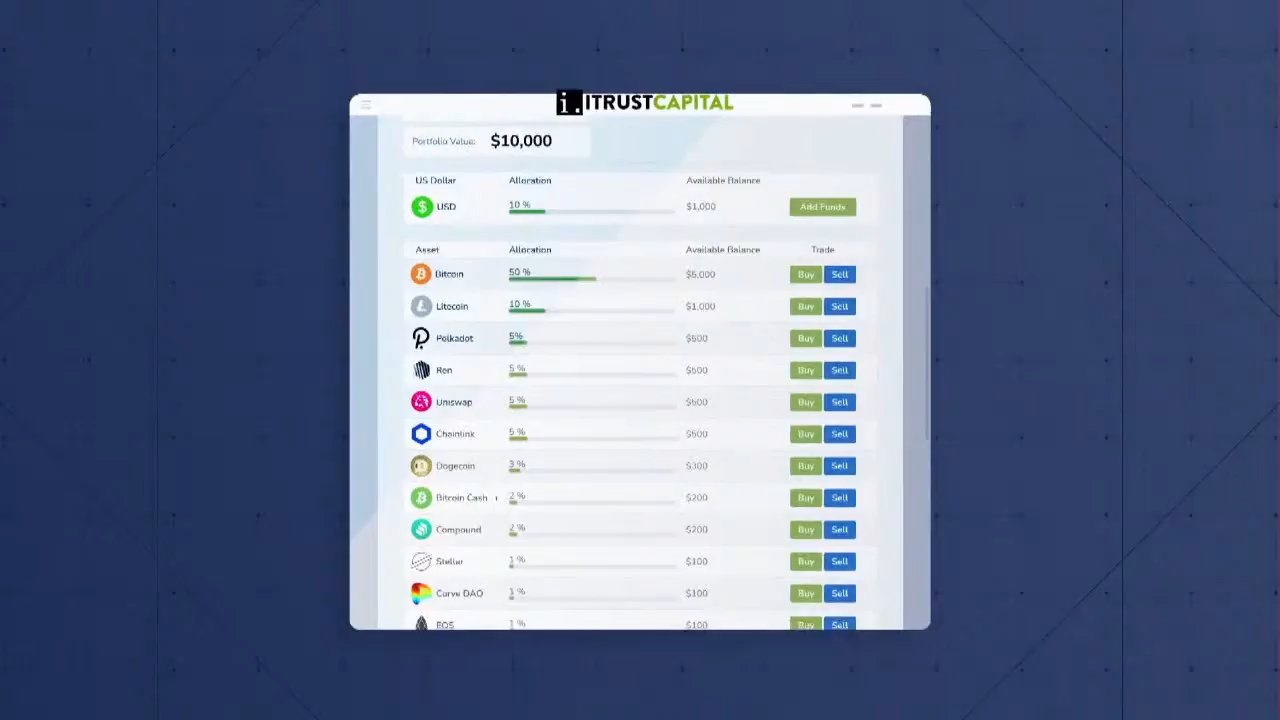 i. ITRUSTCAPITAL
Portfolio Value: $10,000
US Dollar Allocation Available Balance
$ USD 10 % $1,000 Add Funds
Asset Allocation Available Balance Trade
Bitcoin 50 % $5,000 Buy Sell
Litecoin 10 % $1,000 Buy Sell
Polkadot 5% $500 Buy Sell
Ren 5 % $500 Buy Sell
Uniswap 5 % $500 Buy Sell
Chainlink 5 % $500 Buy Sell
Dogecoin 3 % $300 Buy Sell
Bitcoin Cash 2 % $200 Buy Sell
Compound 2 % $200 Buy Sell
Stellar 1 % $100 Buy Sell
Curve DAO 1 % $100 Buy Sell
EOS 1 % $100 Buy Sell